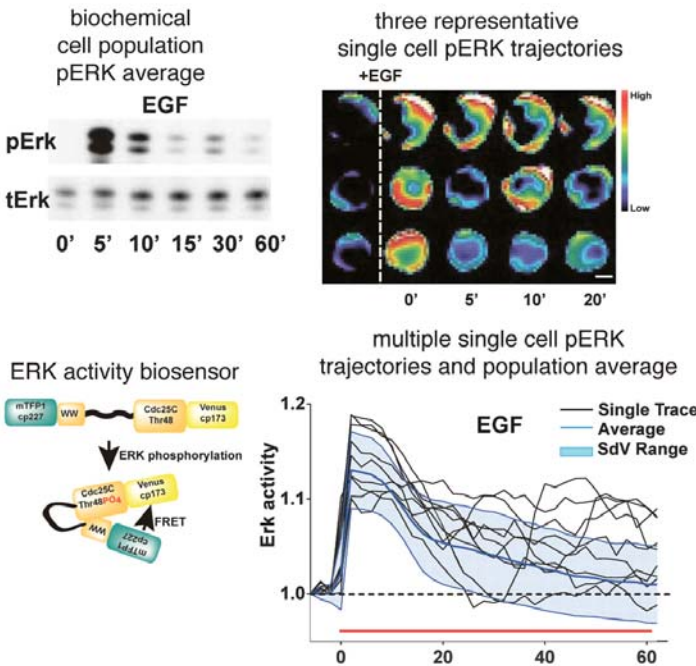 biochemical
cell population
pERK average
EGF
pErk
tErk
0' 5' 10' 15' 30' 60'
three representative
single cell pERK trajectories
+EGF
High
Low
0' 5' 10' 20'
ERK activity biosensor
mTFP1
cp227
WW
Cdc25C
Thr48
Venus
cp173
ERK phosphorylation
Cdc25C
Thr48PO4
Venus
cp173
FRET
WW
mTFP1
cp227
multiple single cell pERK
trajectories and population average
EGF
Single Trace
Average
SdV Range
Erk activity
1.2
1.1
1.0
0 20 40 60